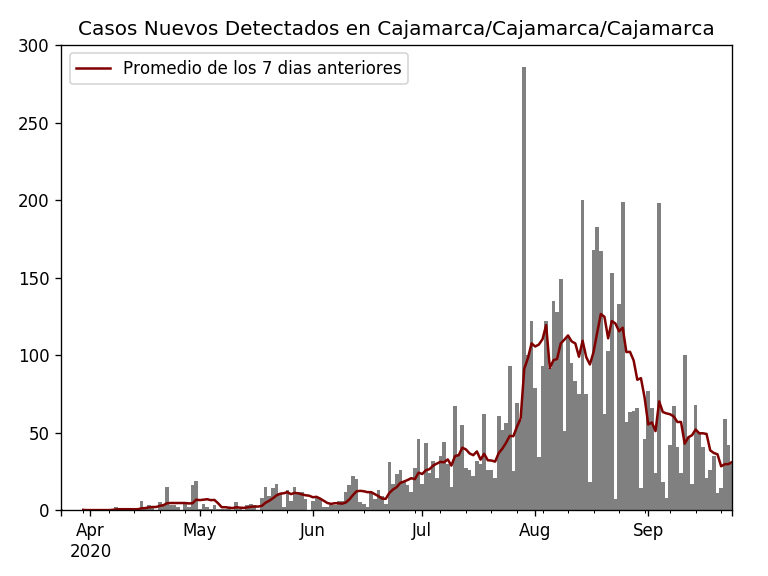 Casos Nuevos Detectados en Cajamarca/Cajamarca/Cajamarca
Promedio de los 7 dias anteriores
300
250
200
150
100
50
0
Apr May Jun Jul Aug Sep
2020